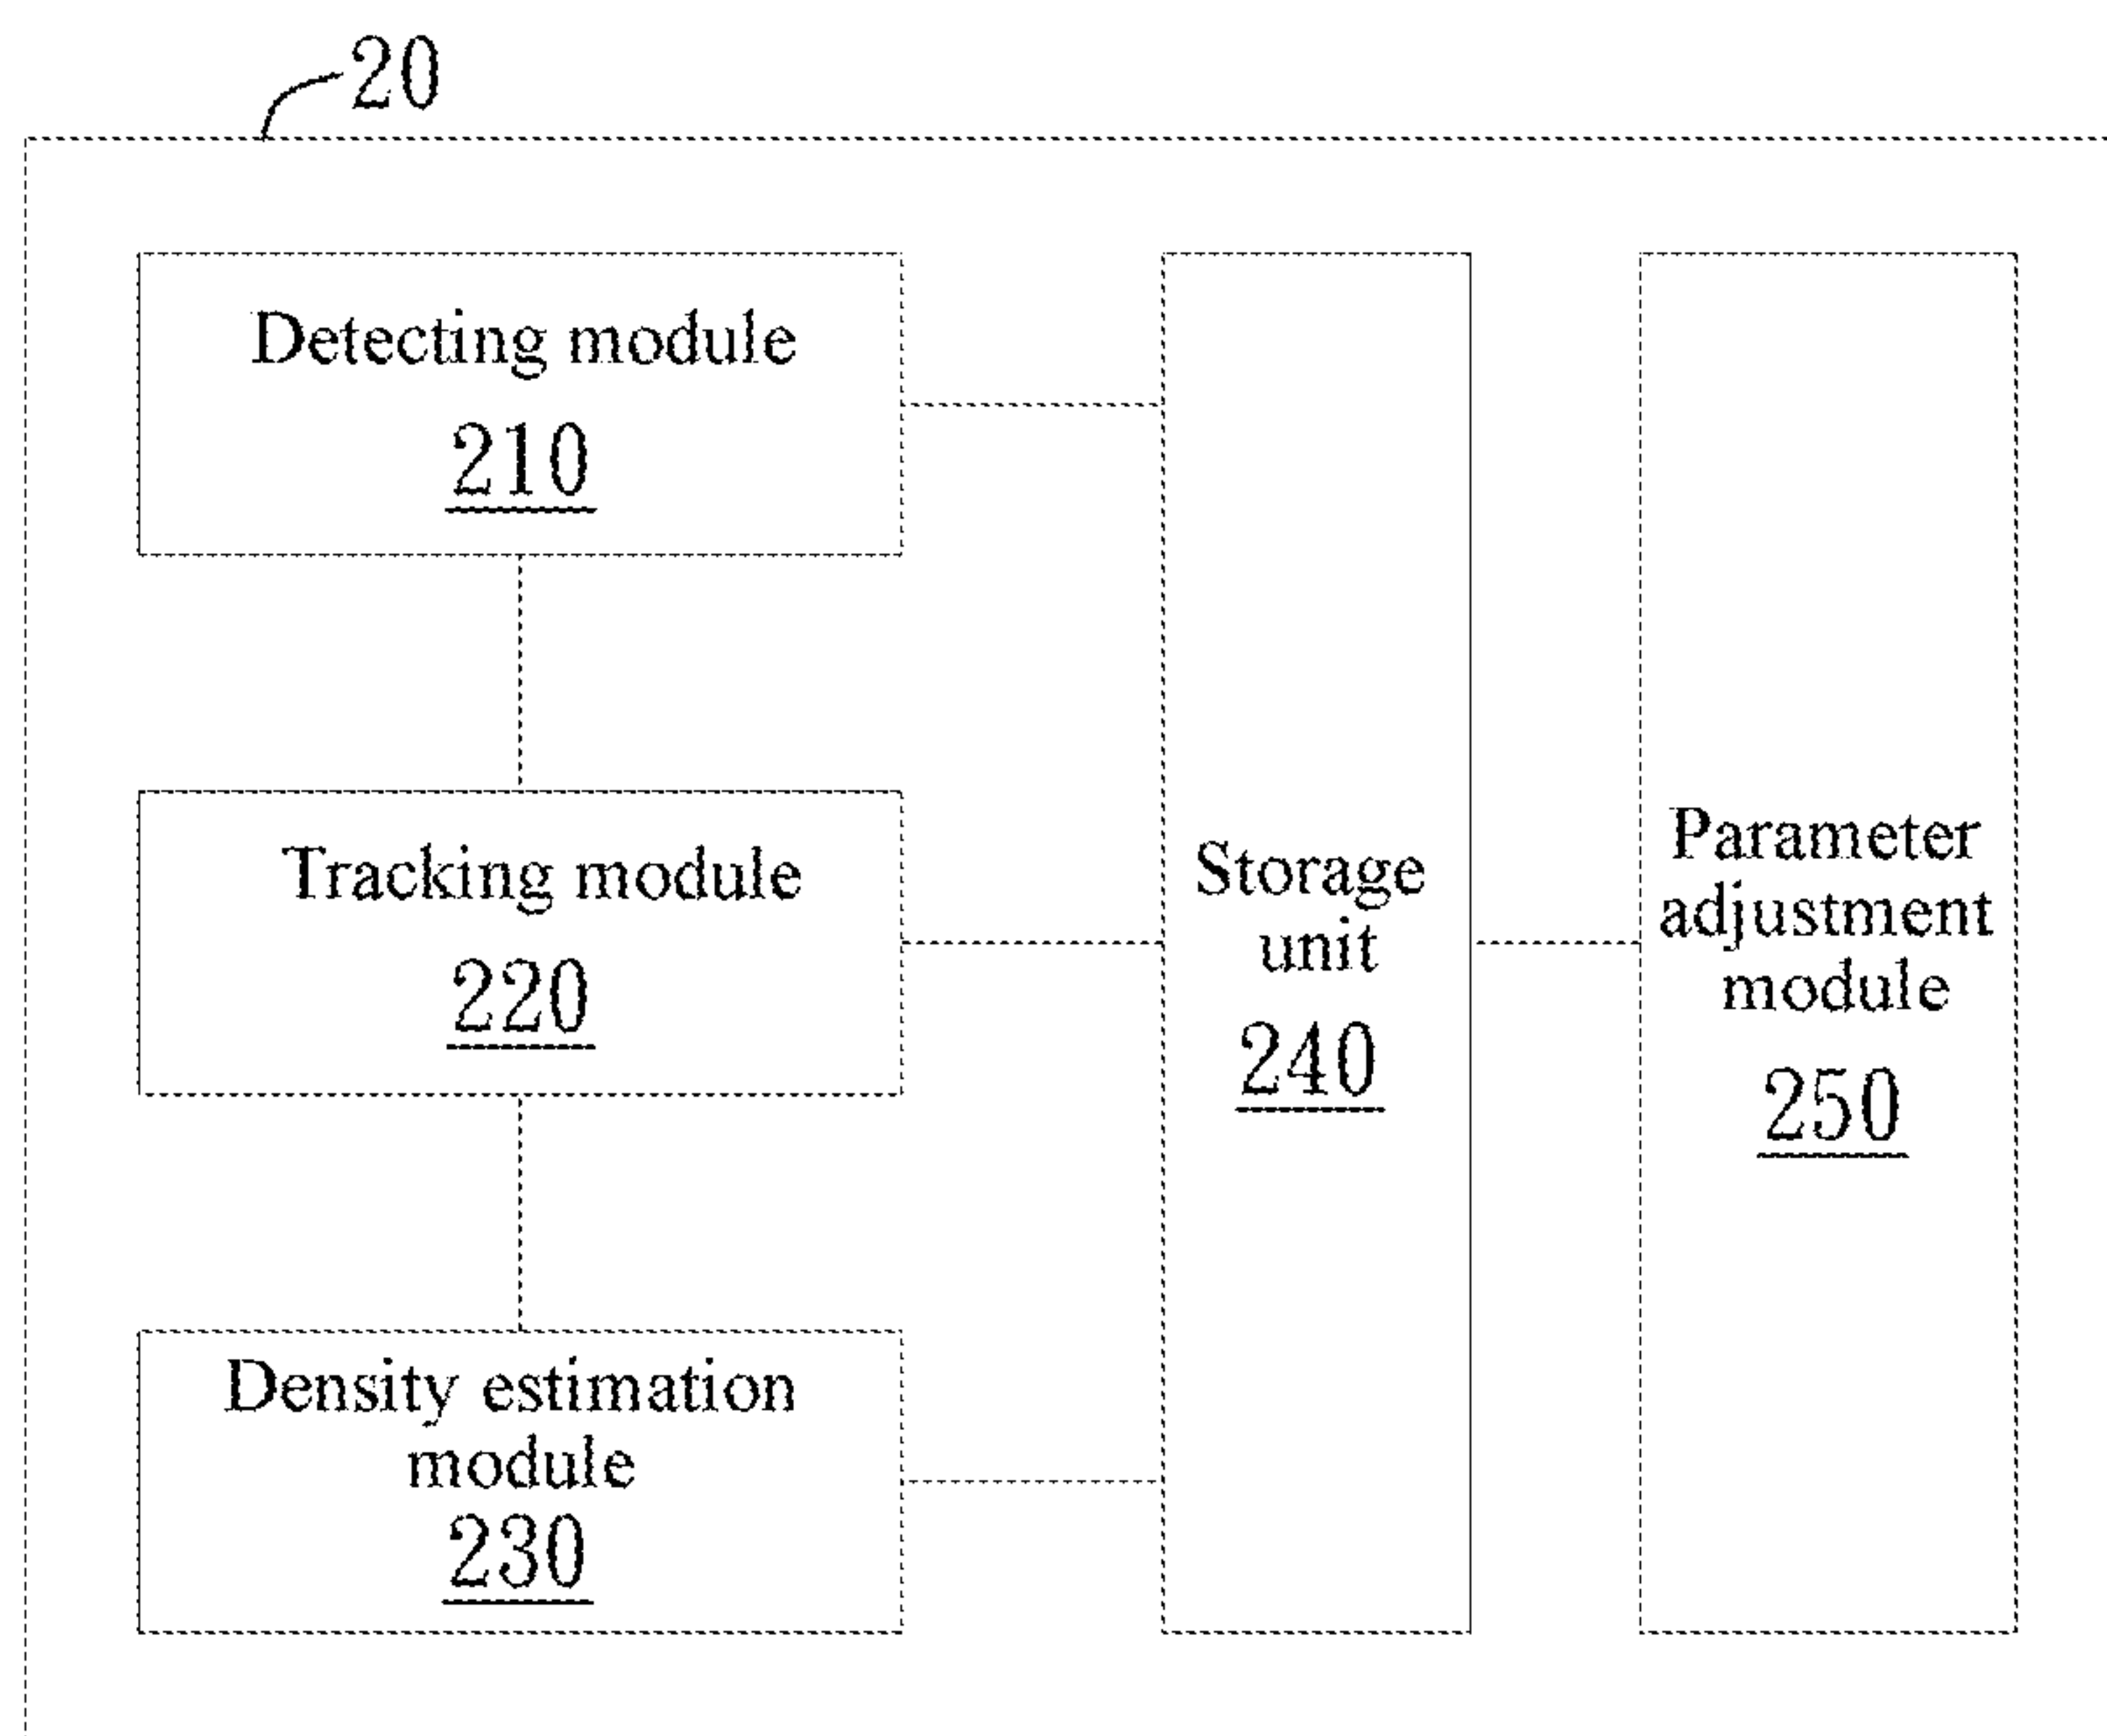 20
Detecting module
210
Tracking module
220
Density estimation
module
230
Storage
unit
240
Parameter
adjustment
module
250